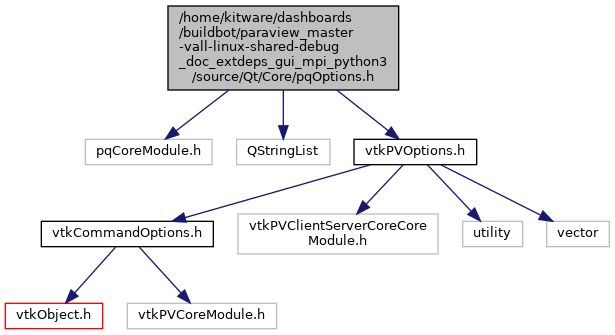 /home/kitware/dashboards
/buildbot/paraview_master
-vall-linux-shared-debug
_doc_extdeps_gui_mpi_python3
/source/Qt/Core/pqOptions.h
pqCoreModule.h
QStringList
vtkPVOptions.h
vtkCommandOptions.h
vtkPVClientServerCoreCore
Module.h
utility
vector
vtkObject.h
vtkPVCoreModule.h